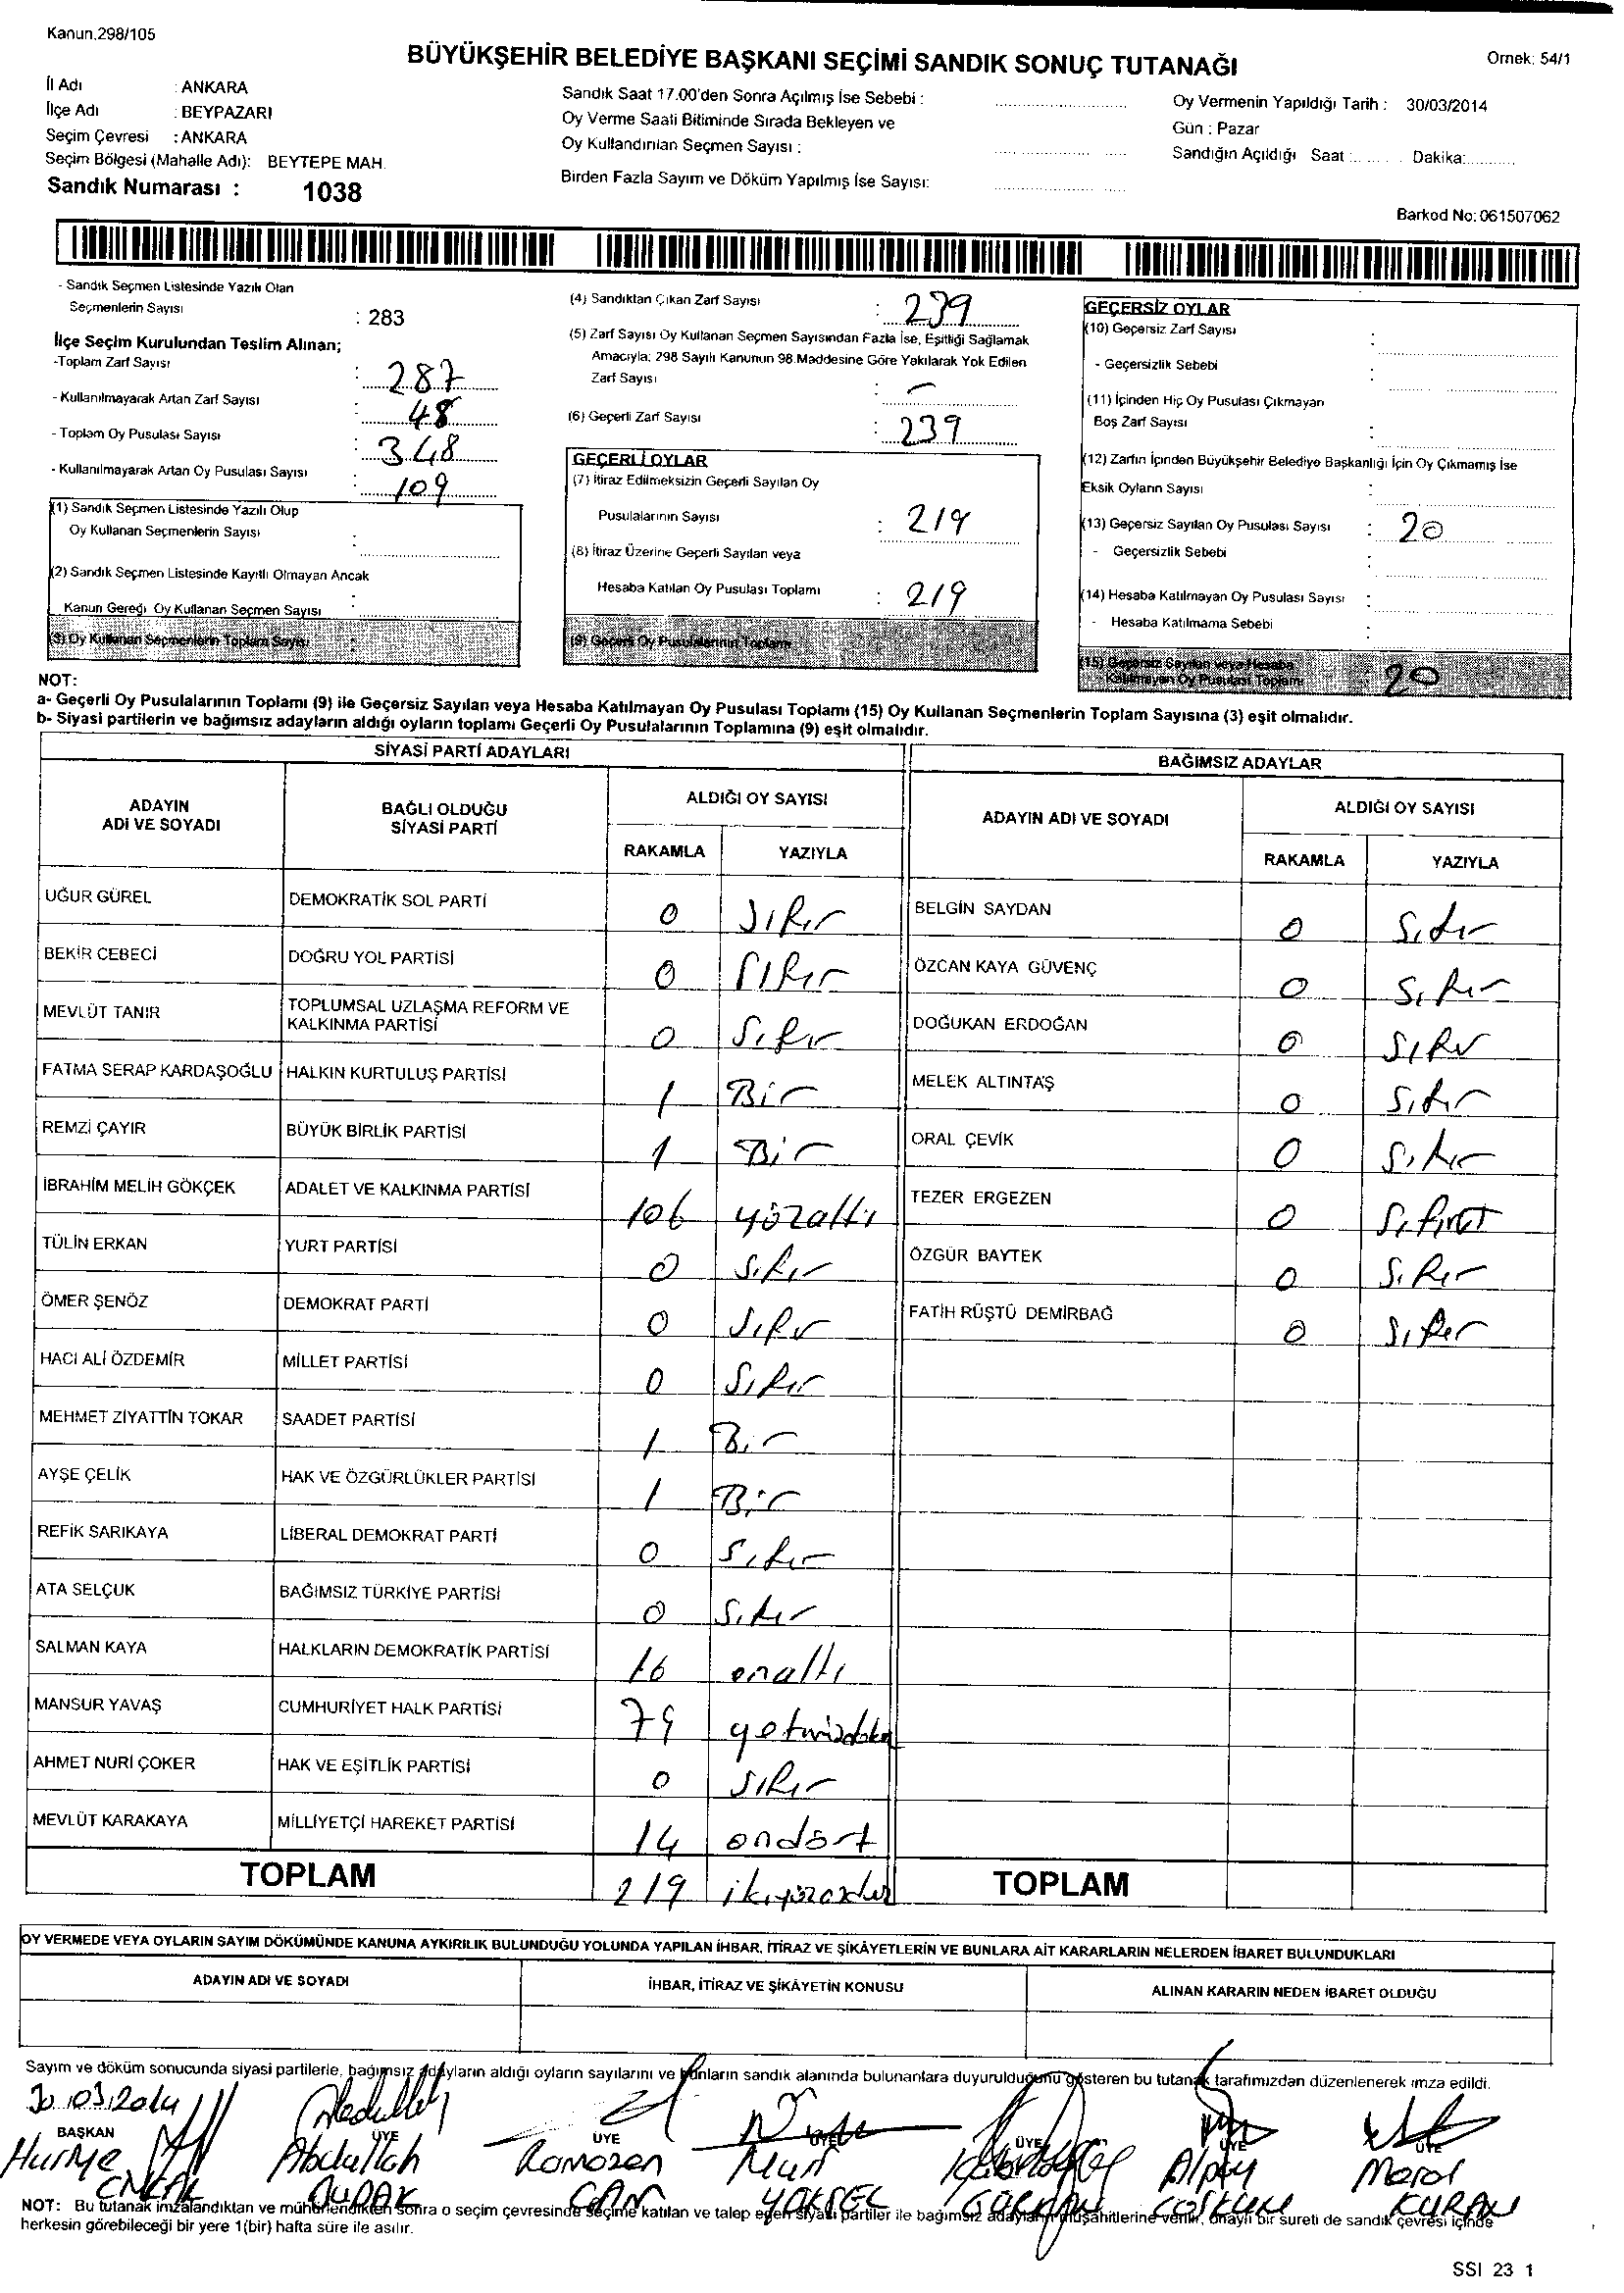 Kanun.298/105
BÜYÜKŞEHİR BELEDİYE BAŞKANI SEÇİMİ SANDIK SONUÇ TUTANAĞI
Ornek: 54/1
İl Adı : ANKARA
İlçe Adı : BEYPAZARI
Seçim Çevresi : ANKARA
Seçim Bölgesi (Mahalle Adı): BEYTEPE MAH.
Sandık Numarası : 1038
Sandık Saat 17.00'den Sonra Açılmış İse Sebebi :
Oy Verme Saati Bitiminde Sırada Bekleyen ve
Oy Kullandırılan Seçmen Sayısı :
Birden Fazla Sayım ve Döküm Yapılmış İse Sayısı:
Oy Vermenin Yapıldığı Tarih : 30/03/2014
Gün : Pazar
Sandığın Açıldığı Saat :........ Dakika:...........
Barkod No: 061507062
- Sandık Seçmen Listesinde Yazılı Olan
Seçmenlerin Sayısı : 283
İlçe Seçim Kurulundan Teslim Alınan;
-Toplam Zarf Sayısı : 287
- Kullanılmayarak Artan Zarf Sayısı : 48
- Toplam Oy Pusulası Sayısı : 348
- Kullanılmayarak Artan Oy Pusulası Sayısı : 109
(1) Sandık Seçmen Listesinde Yazılı Olup
Oy Kullanan Seçmenlerin Sayısı :
(2) Sandık Seçmen Listesinde Kayıtlı Olmayan Ancak
Kanun Gereği Oy Kullanan Seçmen Sayısı :
(3) Oy Kullanan Seçmenlerin Toplam Sayısı :
(4) Sandıktan Çıkan Zarf Sayısı : 239
(5) Zarf Sayısı Oy Kullanan Seçmen Sayısından Fazla İse, Eşitliği Sağlamak
Amacıyla; 298 Sayılı Kanunun 98.Maddesine Göre Yakılarak Yok Edilen
Zarf Sayısı : -
(6) Geçerli Zarf Sayısı : 239
GEÇERLİ OYLAR
(7) İtiraz Edilmeksizin Geçerli Sayılan Oy
Pusulalarının Sayısı : 219
(8) İtiraz Üzerine Geçerli Sayılan veya
Hesaba Katılan Oy Pusulası Toplamı : 219
(9) Geçerli Oy Pusulalarının Toplamı
GEÇERSİZ OYLAR
(10) Geçersiz Zarf Sayısı :
- Geçersizlik Sebebi :
(11) İçinden Hiç Oy Pusulası Çıkmayan
Boş Zarf Sayısı :
(12) Zarfın İçinden Büyükşehir Belediye Başkanlığı İçin Oy Çıkmamış İse
Eksik Oyların Sayısı :
(13) Geçersiz Sayılan Oy Pusulası Sayısı : 20
- Geçersizlik Sebebi :
(14) Hesaba Katılmayan Oy Pusulası Sayısı :
- Hesaba Katılmama Sebebi :
(15) Geçersiz Sayılan veya Hesaba
Katılmayan Oy Pusulası Toplamı 20
NOT:
a- Geçerli Oy Pusulalarının Toplamı (9) ile Geçersiz Sayılan veya Hesaba Katılmayan Oy Pusulası Toplamı (15) Oy Kullanan Seçmenlerin Toplam Sayısına (3) eşit olmalıdır.
b- Siyasi partilerin ve bağımsız adayların aldığı oyların toplamı Geçerli Oy Pusulalarının Toplamına (9) eşit olmalıdır.
SİYASİ PARTİ ADAYLARI
ADAYIN ADI VE SOYADI
BAĞLI OLDUĞU SİYASİ PARTİ
ALDIĞI OY SAYISI
RAKAMLA YAZIYLA
UĞUR GÜREL DEMOKRATİK SOL PARTİ 0 Sıfır
BEKİR CEBECİ DOĞRU YOL PARTİSİ 0 Sıfır
MEVLÜT TANIR TOPLUMSAL UZLAŞMA REFORM VE KALKINMA PARTİSİ 0 Sıfır
FATMA SERAP KARDAŞOĞLU HALKIN KURTULUŞ PARTİSİ 1 Bir
REMZİ ÇAYIR BÜYÜK BİRLİK PARTİSİ 1 Bir
İBRAHİM MELİH GÖKÇEK ADALET VE KALKINMA PARTİSİ 106 yüzaltı
TÜLİN ERKAN YURT PARTİSİ 0 Sıfır
ÖMER ŞENÖZ DEMOKRAT PARTİ 0 Sıfır
HACI ALİ ÖZDEMİR MİLLET PARTİSİ 0 Sıfır
MEHMET ZİYATTİN TOKAR SAADET PARTİSİ 1 Bir
AYŞE ÇELİK HAK VE ÖZGÜRLÜKLER PARTİSİ 1 Bir
REFİK SARIKAYA LİBERAL DEMOKRAT PARTİ 0 Sıfır
ATA SELÇUK BAĞIMSIZ TÜRKİYE PARTİSİ 0 Sıfır
SALMAN KAYA HALKLARIN DEMOKRATİK PARTİSİ 16 onaltı
MANSUR YAVAŞ CUMHURİYET HALK PARTİSİ 79 yetmişdokuz
AHMET NURİ ÇOKER HAK VE EŞİTLİK PARTİSİ 0 Sıfır
MEVLÜT KARAKAYA MİLLİYETÇİ HAREKET PARTİSİ 14 ondört
TOPLAM 219
BAĞIMSIZ ADAYLAR
ADAYIN ADI VE SOYADI
ALDIĞI OY SAYISI
RAKAMLA YAZIYLA
BELGİN SAYDAN 0 Sıfır
ÖZCAN KAYA GÜVENÇ 0 Sıfır
DOĞUKAN ERDOĞAN 0 Sıfır
MELEK ALTINTAŞ 0 Sıfır
ORAL ÇEVİK 0 Sıfır
TEZER ERGEZEN 0
ÖZGÜR BAYTEK 0 Sıfır
FATİH RÜŞTÜ DEMİRBAĞ 0 Sıfır
TOPLAM
OY VERMEDE VEYA OYLARIN SAYIM DÖKÜMÜNDE KANUNA AYKIRILIK BULUNDUĞU YOLUNDA YAPILAN İHBAR, İTİRAZ VE ŞİKÂYETLERİN VE BUNLARA AİT KARARLARIN NELERDEN İBARET BULUNDUKLARI
ADAYIN ADI VE SOYADI
İHBAR, İTİRAZ VE ŞİKÂYETİN KONUSU
ALINAN KARARIN NEDEN İBARET OLDUĞU
Sayım ve döküm sonucunda siyasi partilerle, bağımsız adayların aldığı oyların sayılarını ve bunların sandık alanında bulunanlara duyurulduğunu gösteren bu tutanak tarafımızdan düzenlenerek imza edildi.
30.03.2014
BAŞKAN ÜYE ÜYE ÜYE ÜYE ÜYE ÜYE
Abdullah Ramazan Alpay Meral
CAN YÜKSEL COŞKUN KURAL
NOT: Bu tutanak imzalandıktan ve mühürlendikten sonra o seçim çevresinde seçime katılan ve talep eden siyasi partiler ile bağımsız adayların müşahitlerine verilir, onaylı bir sureti de sandık çevresi içinde
herkesin görebileceği bir yere 1(bir) hafta süre ile asılır.
SSI 23 1